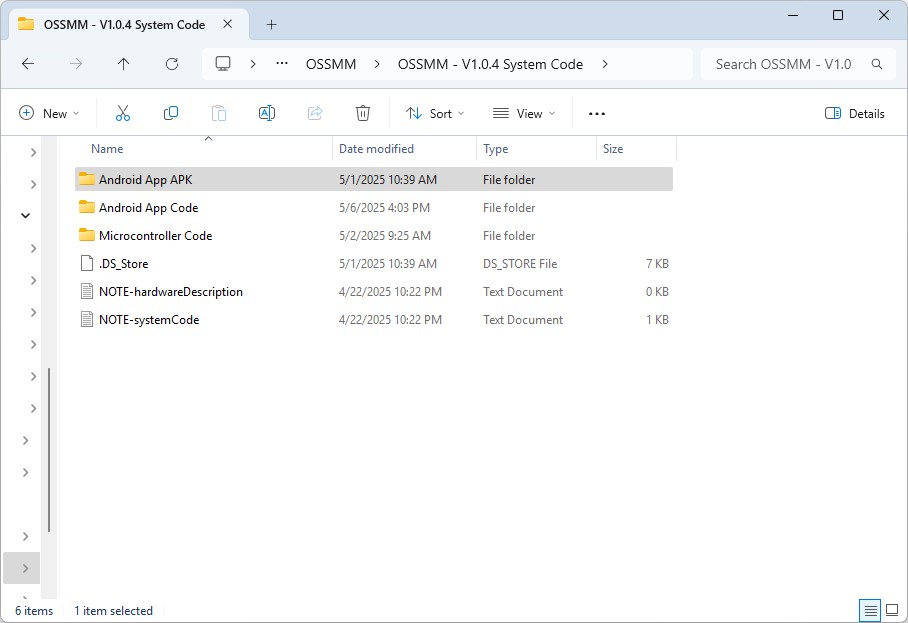 OSSMM - V1.0.4 System Code
OSSMM OSSMM - V1.0.4 System Code Search OSSMM - V1.0
New Sort View Details
Name Date modified Type Size
Android App APK 5/1/2025 10:39 AM File folder
Android App Code 5/6/2025 4:03 PM File folder
Microcontroller Code 5/2/2025 9:25 AM File folder
.DS_Store 5/1/2025 10:39 AM DS_STORE File 7 KB
NOTE-hardwareDescription 4/22/2025 10:22 PM Text Document 0 KB
NOTE-systemCode 4/22/2025 10:22 PM Text Document 1 KB
6 items 1 item selected